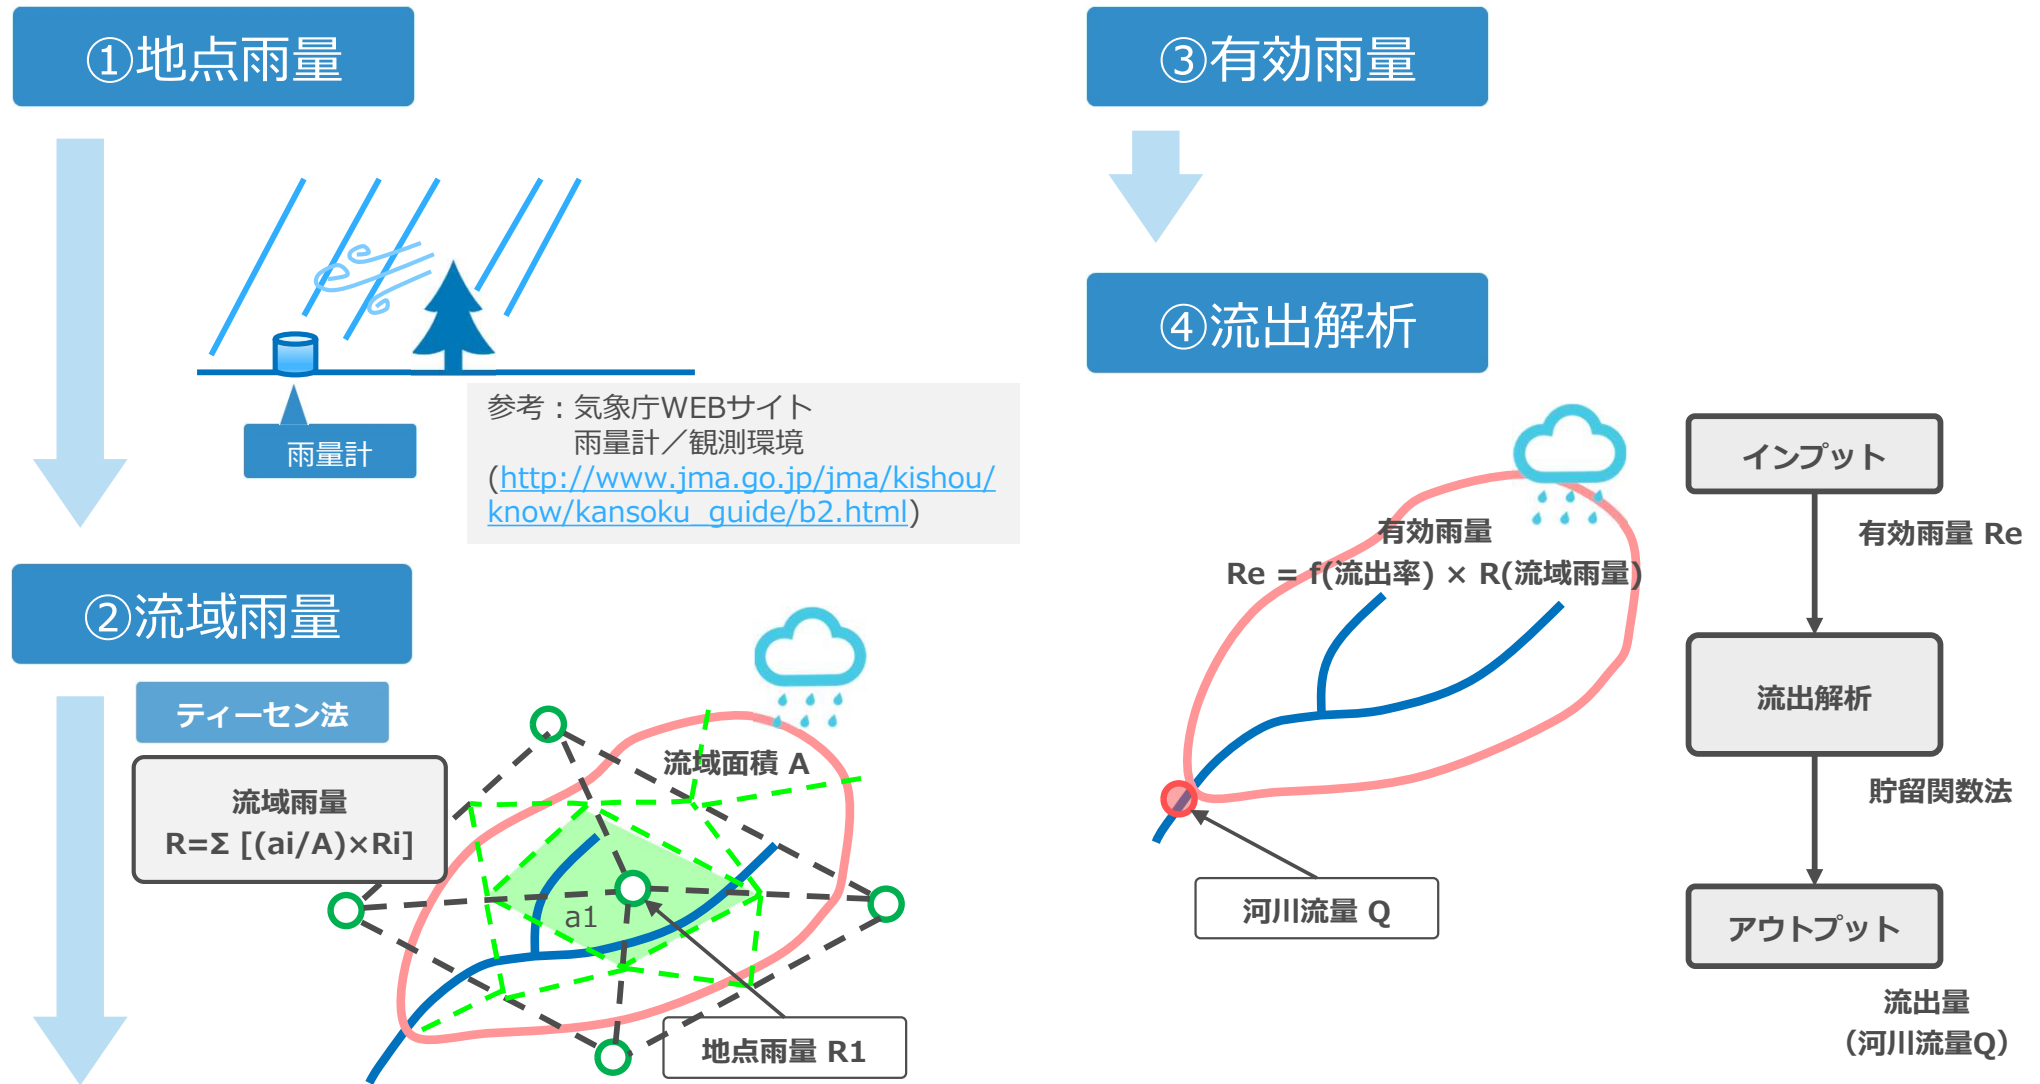 ①地点雨量
雨量計
参考：気象庁WEBサイト
雨量計／観測環境
(http://www.jma.go.jp/jma/kishou/
know/kansoku_guide/b2.html)
②流域雨量
ティーセン法
流域雨量
R=Σ [(ai/A)×Ri]
流域面積 A
a1
地点雨量 R1
③有効雨量
④流出解析
有効雨量
Re = f(流出率) × R(流域雨量)
河川流量 Q
インプット
有効雨量 Re
流出解析
貯留関数法
アウトプット
流出量
（河川流量Q）